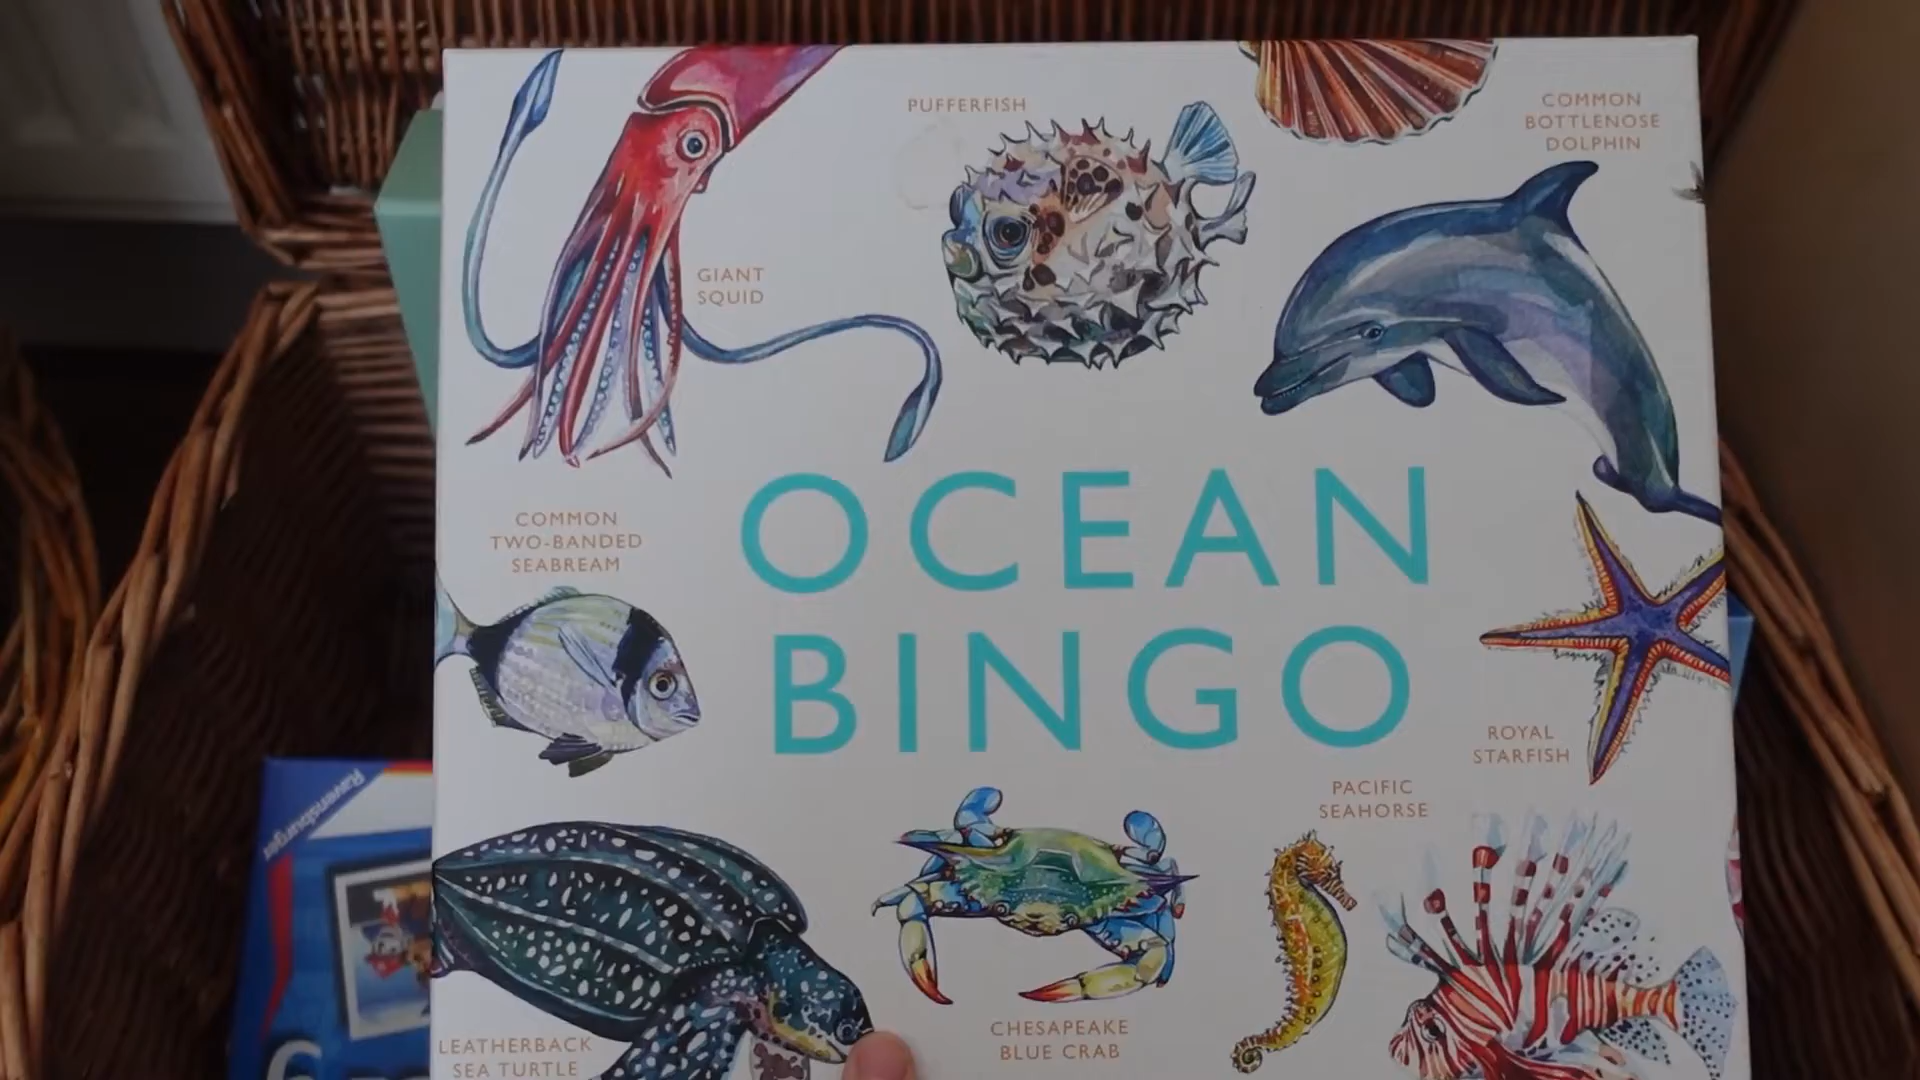 PUFFERFISH
COMMON
BOTTLENOSE
DOLPHIN
GIANT
SQUID
OCEAN
BINGO
COMMON
TWO-BANDED
SEABREAM
ROYAL
STARFISH
PACIFIC
SEAHORSE
Ravensburger
CHESAPEAKE
BLUE CRAB
LEATHERBACK
SEA TURTLE